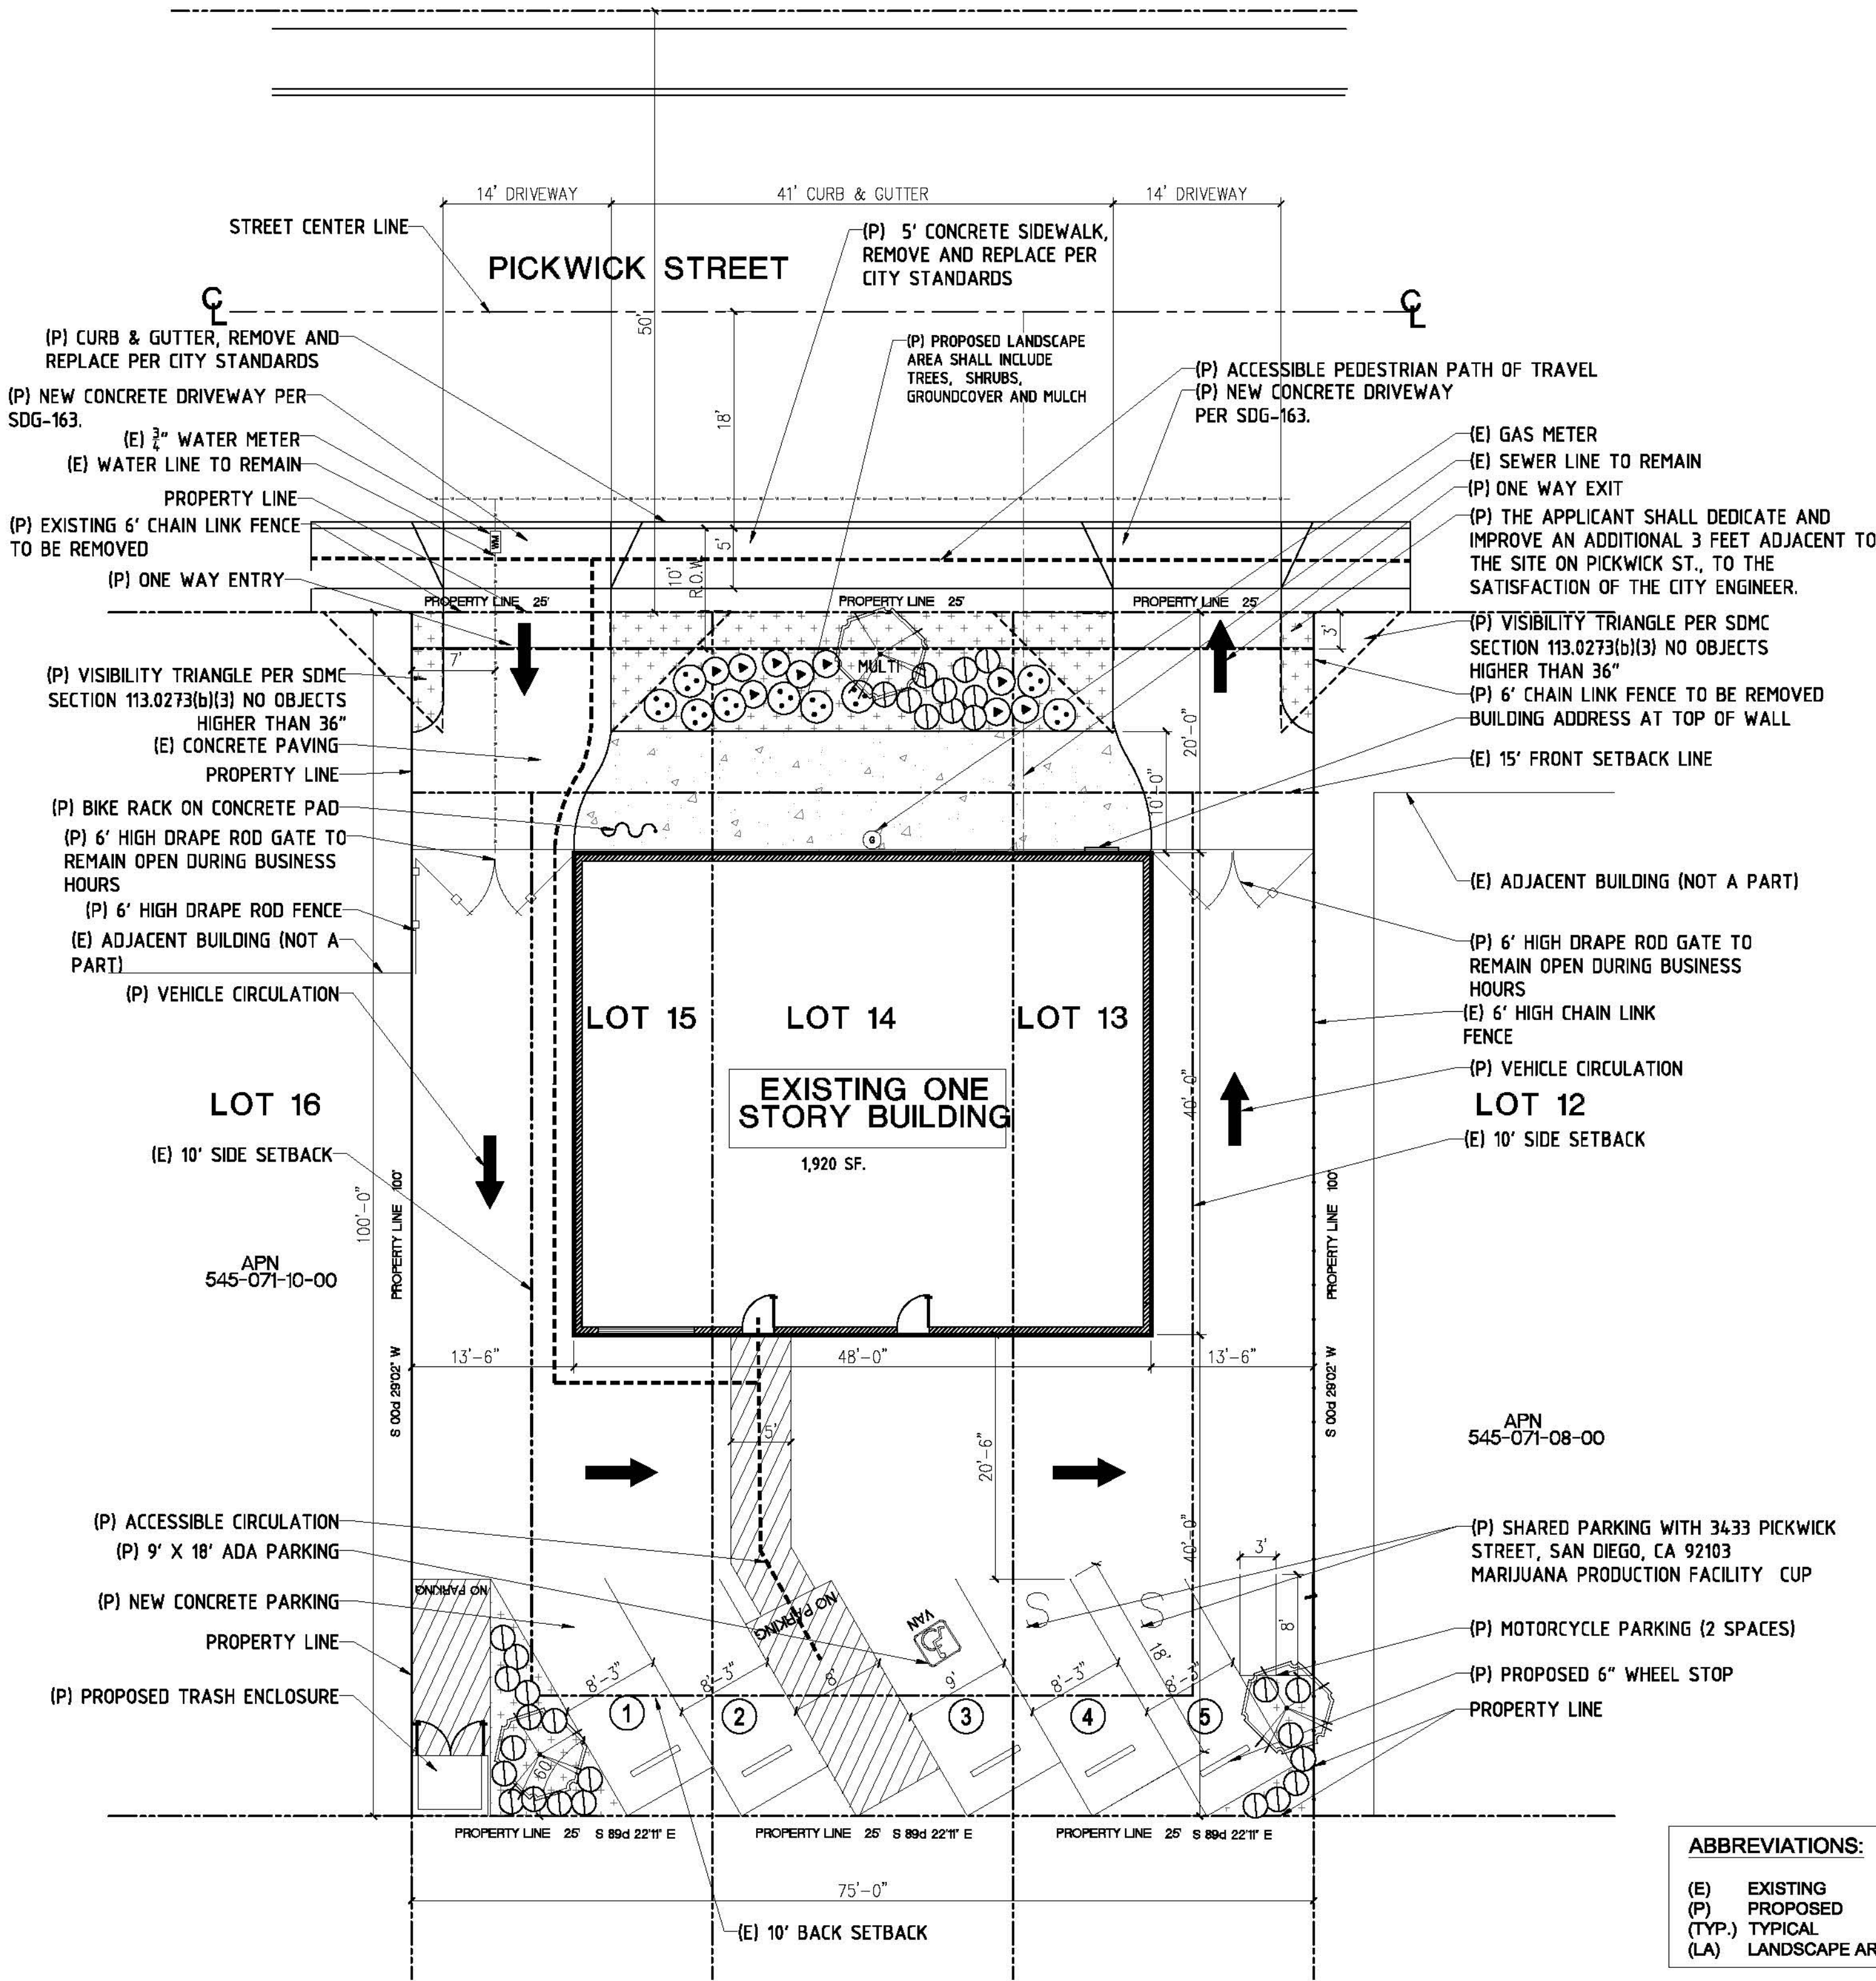 14' DRIVEWAY
41' CURB & GUTTER
14' DRIVEWAY
STREET CENTER LINE
PICKWICK STREET
(P) 5' CONCRETE SIDEWALK,
REMOVE AND REPLACE PER
CITY STANDARDS
CL
CL
50'
18'
(P) CURB & GUTTER, REMOVE AND
REPLACE PER CITY STANDARDS
(P) PROPOSED LANDSCAPE
AREA SHALL INCLUDE
TREES, SHRUBS,
GROUNDCOVER AND MULCH
(P) ACCESSIBLE PEDESTRIAN PATH OF TRAVEL
(P) NEW CONCRETE DRIVEWAY
PER SDG-163.
(P) NEW CONCRETE DRIVEWAY PER
SDG-163.
(E) 3/4" WATER METER
(E) WATER LINE TO REMAIN
PROPERTY LINE
(P) EXISTING 6' CHAIN LINK FENCE
TO BE REMOVED
(P) ONE WAY ENTRY
(E) GAS METER
(E) SEWER LINE TO REMAIN
(P) ONE WAY EXIT
(P) THE APPLICANT SHALL DEDICATE AND
IMPROVE AN ADDITIONAL 3 FEET ADJACENT TO
THE SITE ON PICKWICK ST., TO THE
SATISFACTION OF THE CITY ENGINEER.
WM
5'
10'
R.O.W
PROPERTY LINE 25'
PROPERTY LINE 25'
PROPERTY LINE 25'
3'
7'
MULTI
(P) VISIBILITY TRIANGLE PER SDMC
SECTION 113.0273(b)(3) NO OBJECTS
HIGHER THAN 36"
(E) CONCRETE PAVING
PROPERTY LINE
(P) BIKE RACK ON CONCRETE PAD
(P) 6' HIGH DRAPE ROD GATE TO
REMAIN OPEN DURING BUSINESS
HOURS
(P) 6' HIGH DRAPE ROD FENCE
(E) ADJACENT BUILDING (NOT A
PART)
(P) VEHICLE CIRCULATION
(P) VISIBILITY TRIANGLE PER SDMC
SECTION 113.0273(b)(3) NO OBJECTS
HIGHER THAN 36"
(P) 6' CHAIN LINK FENCE TO BE REMOVED
BUILDING ADDRESS AT TOP OF WALL
(E) 15' FRONT SETBACK LINE
20'-0"
10'-0"
G
(E) ADJACENT BUILDING (NOT A PART)
(P) 6' HIGH DRAPE ROD GATE TO
REMAIN OPEN DURING BUSINESS
HOURS
(E) 6' HIGH CHAIN LINK
FENCE
(P) VEHICLE CIRCULATION
LOT 15
LOT 14
LOT 13
EXISTING ONE
STORY BUILDING
1,920 SF.
40'-0"
LOT 16
LOT 12
(E) 10' SIDE SETBACK
(E) 10' SIDE SETBACK
100'-0"
PROPERTY LINE 100'
S 00d 29'02" W
PROPERTY LINE 100'
S 00d 29'02" W
APN
545-071-10-00
APN
545-071-08-00
13'-6"
48'-0"
13'-6"
5'
20'-6"
40'-0"
(P) ACCESSIBLE CIRCULATION
(P) 9' X 18' ADA PARKING
(P) NEW CONCRETE PARKING
PROPERTY LINE
(P) PROPOSED TRASH ENCLOSURE
(P) SHARED PARKING WITH 3433 PICKWICK
STREET, SAN DIEGO, CA 92103
MARIJUANA PRODUCTION FACILITY CUP
(P) MOTORCYCLE PARKING (2 SPACES)
(P) PROPOSED 6" WHEEL STOP
PROPERTY LINE
NO PARKING
NO PARKING
VAN
S
S
3'
8'
18'
8'-3"
8'-3"
8'
9'
8'-3"
8'-3"
1
2
3
4
5
60
PROPERTY LINE 25' S 89d 22'11" E
PROPERTY LINE 25' S 89d 22'11" E
PROPERTY LINE 25' S 89d 22'11" E
75'-0"
(E) 10' BACK SETBACK
ABBREVIATIONS:
(E) EXISTING
(P) PROPOSED
(TYP.) TYPICAL
(LA) LANDSCAPE AR